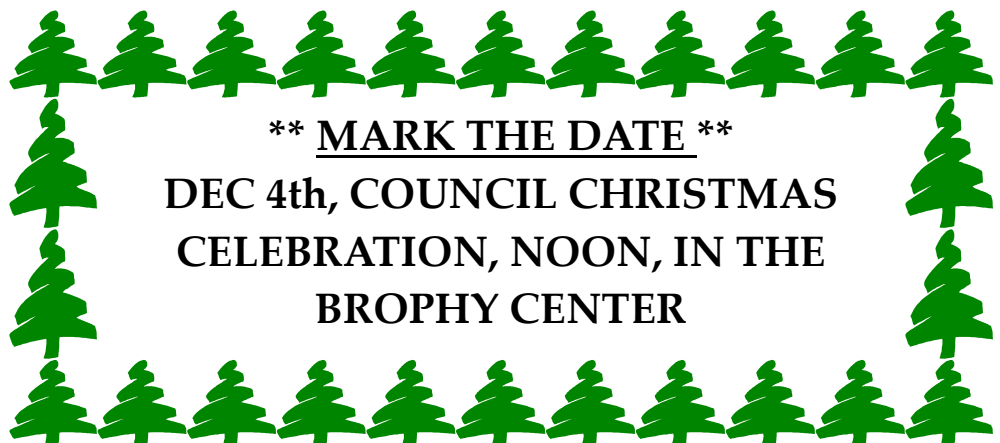 ** MARK THE DATE **
DEC 4th, COUNCIL CHRISTMAS
CELEBRATION, NOON, IN THE
BROPHY CENTER